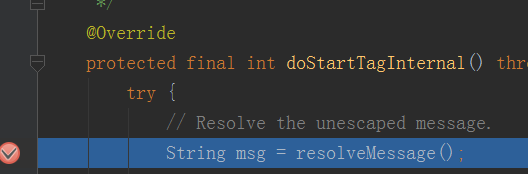 */
@Override
protected final int doStartTagInternal() thr
try {
// Resolve the unescaped message.
String msg = resolveMessage();